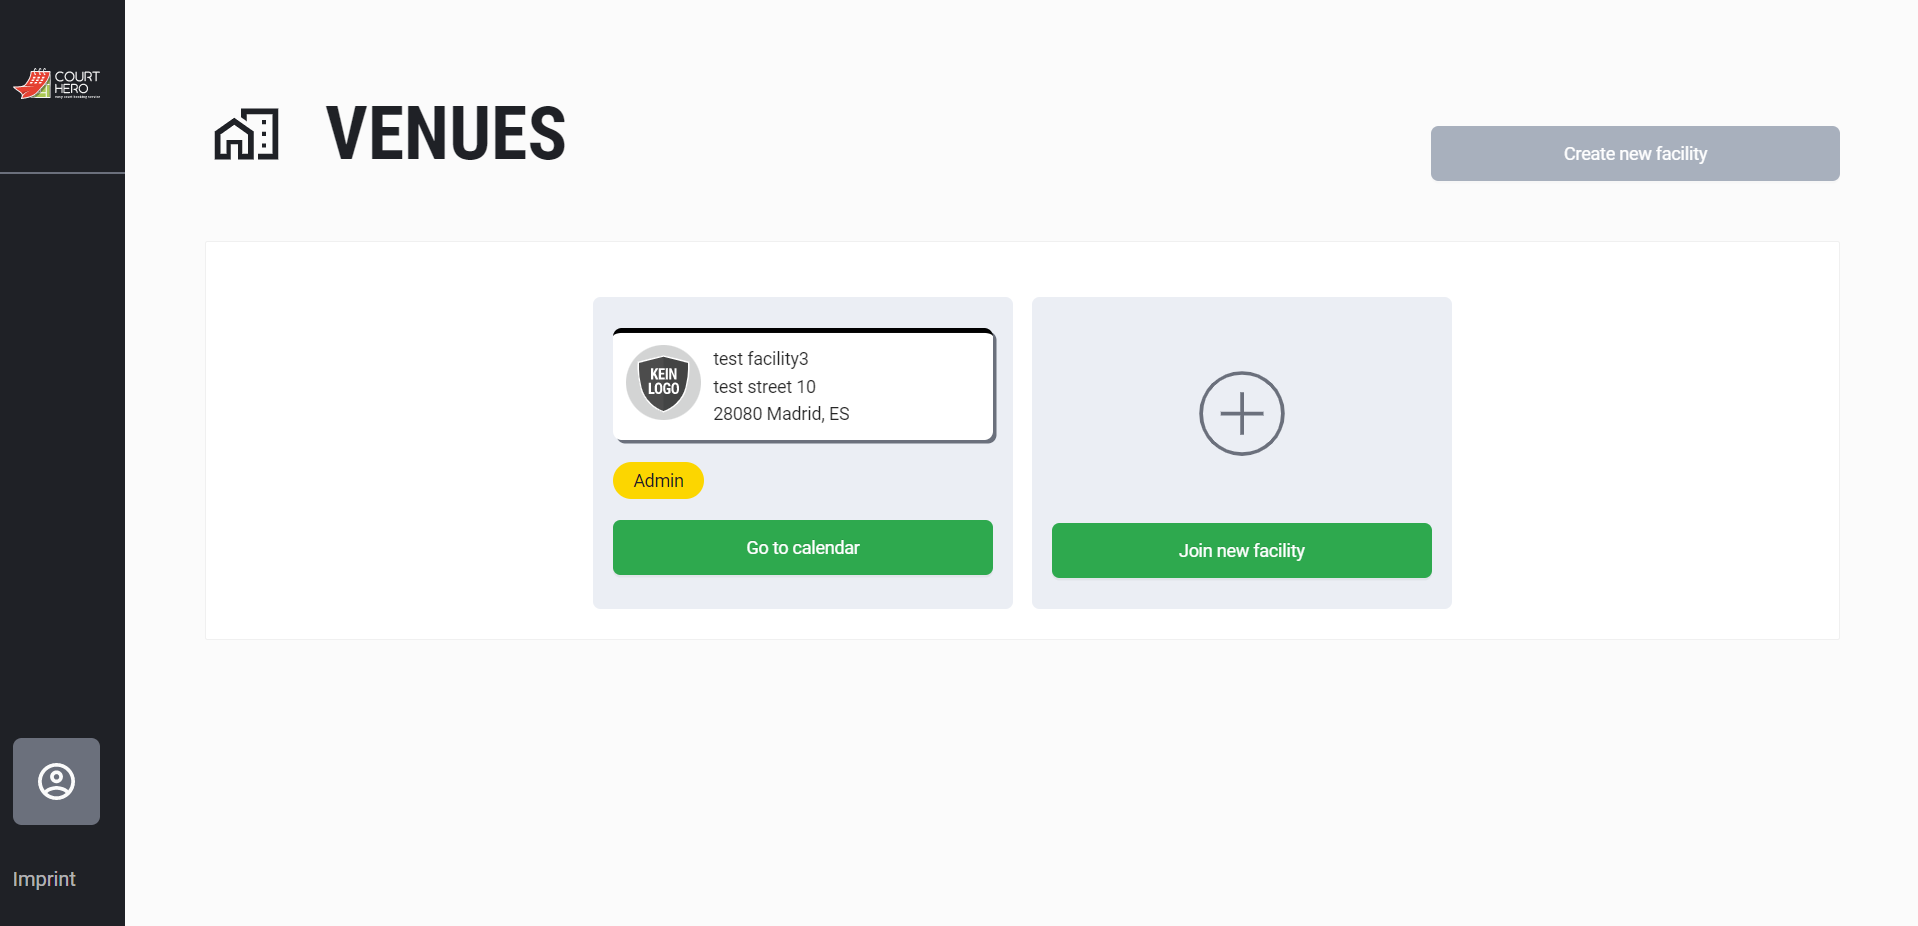 COURT
HERO
VENUES
Create new facility
KEIN
LOGO
test facility3
test street 10
28080 Madrid, ES
Admin
Go to calendar
Join new facility
Imprint